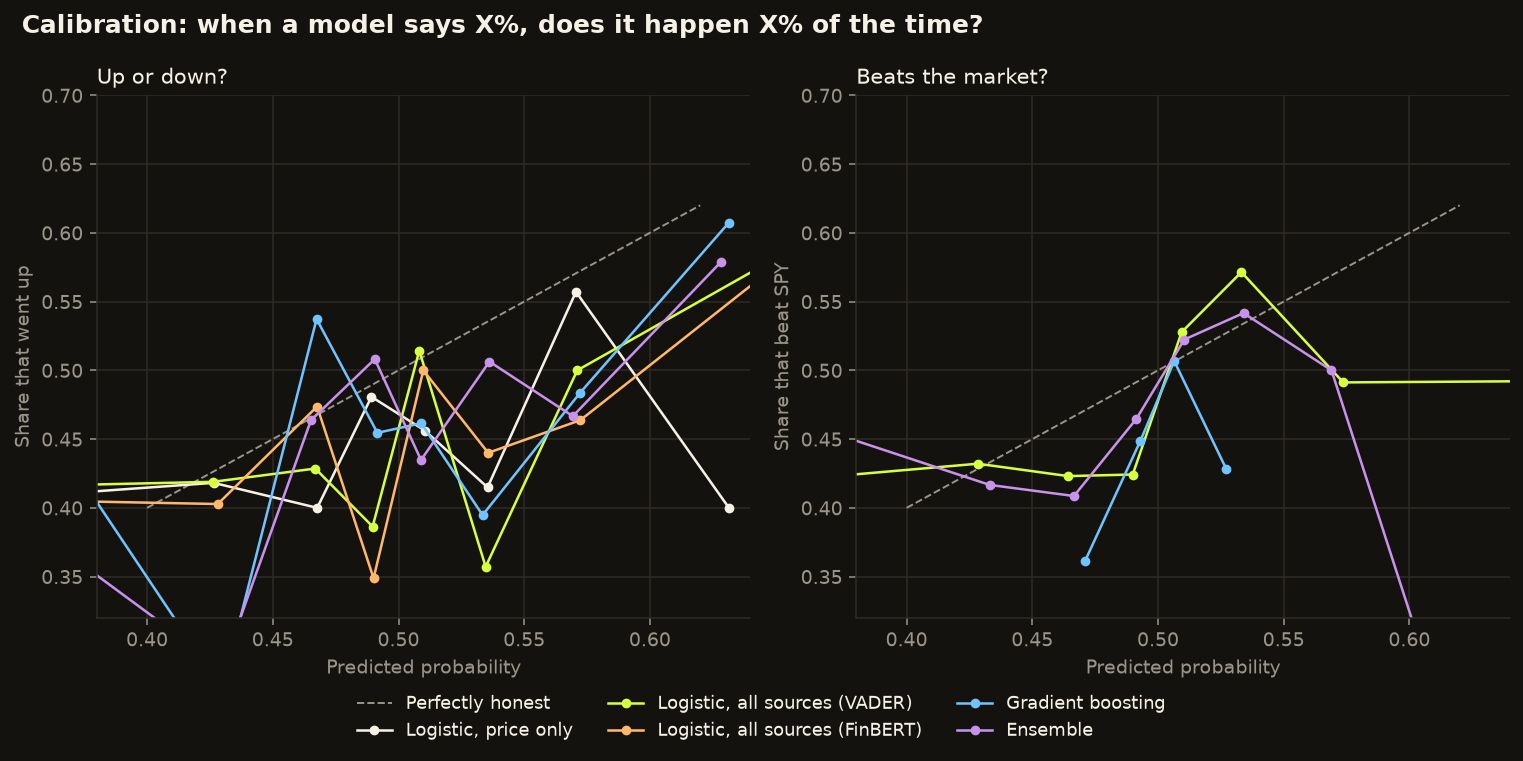 Calibration: when a model says X%, does it happen X% of the time?
Up or down?
0.70
0.65
0.60
0.55
0.50
0.45
0.40
0.35
Share that went up
0.40 0.45 0.50 0.55 0.60
Predicted probability
Beats the market?
0.70
0.65
0.60
0.55
0.50
0.45
0.40
0.35
Share that beat SPY
0.40 0.45 0.50 0.55 0.60
Predicted probability
Perfectly honest
Logistic, price only
Logistic, all sources (VADER)
Logistic, all sources (FinBERT)
Gradient boosting
Ensemble